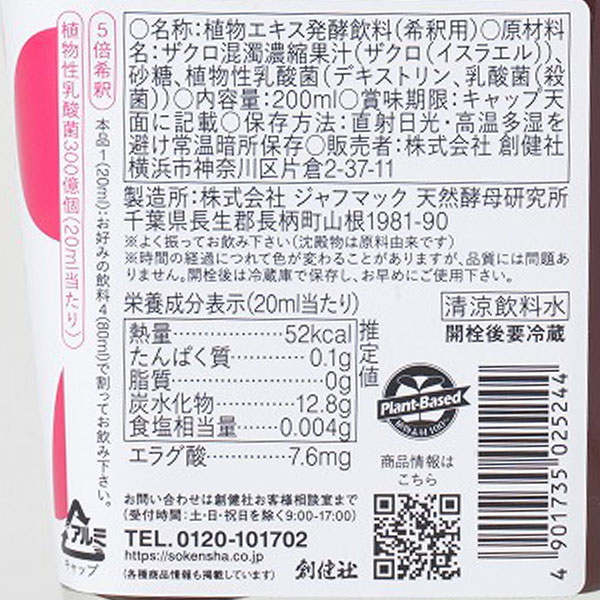 ○名称:植物エキス発酵飲料(希釈用)○原材料
名:ザクロ混濁濃縮果汁(ザクロ(イスラエル))、
砂糖、植物性乳酸菌(デキストリン、乳酸菌(殺
菌))○内容量:200ml○賞味期限:キャップ天
面に記載○保存方法:直射日光・高温多湿を
避け常温暗所保存○販売者:株式会社 創健社
横浜市神奈川区片倉2-37-11
製造所:株式会社 ジャフマック 天然酵母研究所
千葉県長生郡長柄町山根1981-90
※よく振ってお飲み下さい(沈殿物は原料由来です)
※時間の経過につれて色が変わることがありますが、品質には問題あ
りません。開栓後は冷蔵庫で保存し、お早めにご使用下さい。
栄養成分表示(20ml当たり)
熱量 52kcal
たんぱく質 0.1g
脂質 0g
炭水化物 12.8g
食塩相当量 0.004g
推定値
エラグ酸 7.6mg
清涼飲料水
開栓後要冷蔵
Plant-Based
植物素材100%
商品情報は
こちら
4901735025244
お問い合わせは創健社お客様相談室まで
(受付時間:土・日・祝日を除く9:00-17:00)
TEL. 0120-101702
https://sokensha.co.jp
(各種商品情報も掲載しています)
創健社
5倍希釈
本品1(20ml):お好みの飲料4(80ml)で割ってお飲み下さい。
植物性乳酸菌300億個(20ml当たり)
アルミ
キャップ